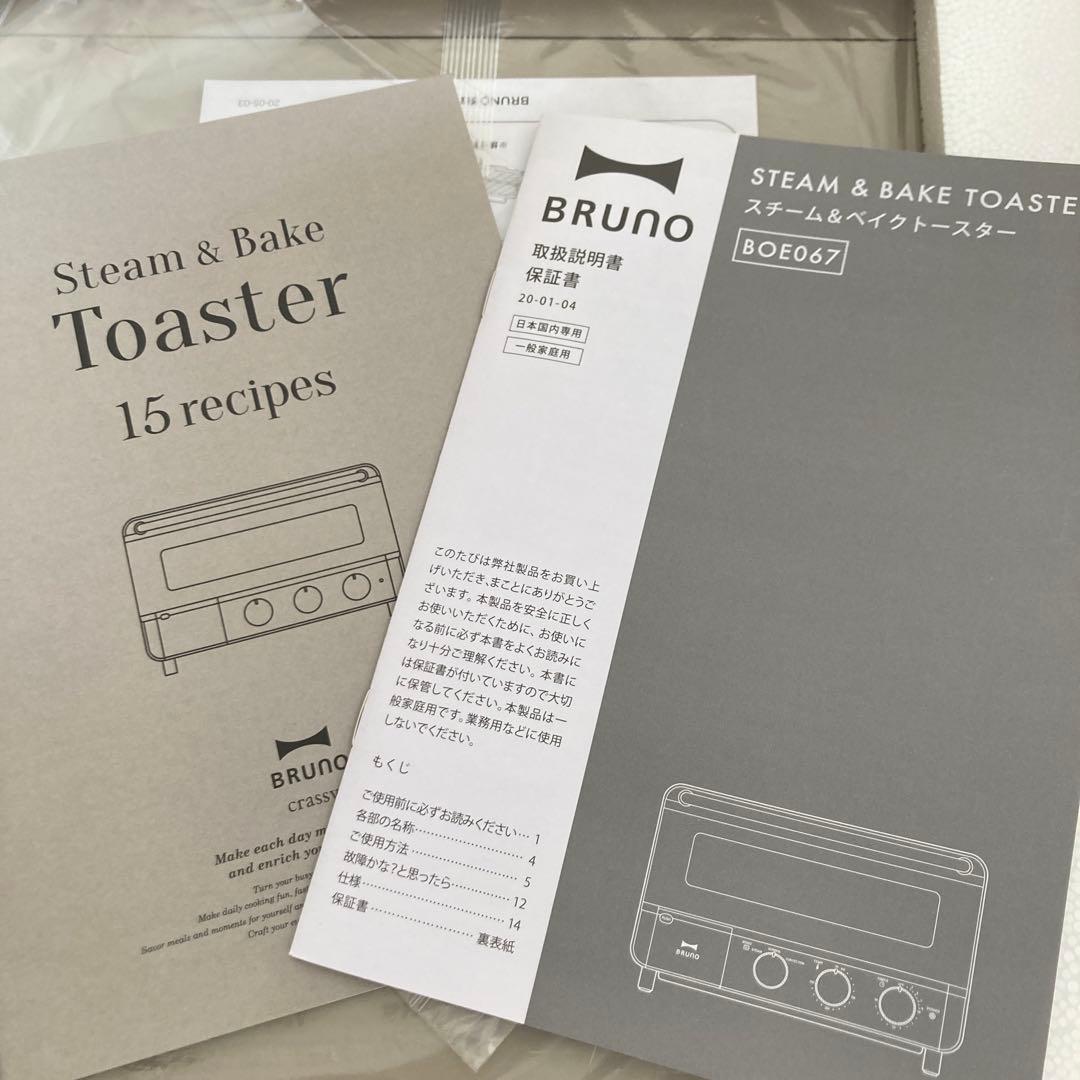 BRUNO
20-05-03
Steam & Bake
Toaster
15 recipes
BRUNO
crassy
Make each day m
and enrich yo
Turn your busy
Make daily cooking fun, fas
Savor meals and moments for yourself an
Craft your e
BRUNO
取扱説明書
保証書
20-01-04
日本国内専用
一般家庭用
このたびは弊社製品をお買い上
げいただき、まことにありがとうご
ざいます。本製品を安全に正しく
お使いいただくために、お使いに
なる前に必ず本書をよくお読みに
なり十分ご理解ください。本書に
は保証書が付いていますので大切
に保管してください。本製品は一
般家庭用です。業務用などに使用
しないでください。
もくじ
ご使用前に必ずお読みください… 1
各部の名称……………………… 4
ご使用方法……………………… 5
故障かな?と思ったら………… 12
仕様……………………………… 14
保証書…………………… 裏表紙
STEAM & BAKE TOASTE
スチーム&ベイクトースター
BOE067
BRUNO